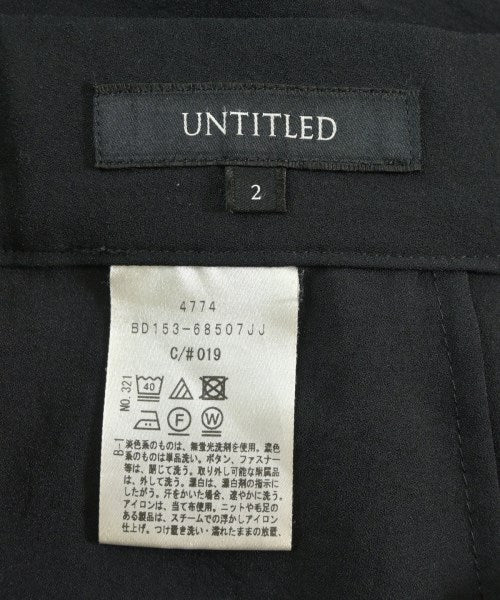 UNTITLED
2
4774
BD153-68507JJ
C/#019
NO. 321
40
F
W
B-1
淡色系のものは、無蛍光洗剤を使用。濃色
系のものは単品洗い。ボタン、ファスナー
等は、閉じて洗う。取り外し可能な附属品
は、外して洗う。漂白は、漂白剤の指示に
したがう。汗をかいた場合、速やかに洗う。
アイロンは、当て布使用。ニットや毛足の
ある製品は、スチームでの浮かしアイロン
仕上げ。つけ置き洗い・濡れたままの放置、